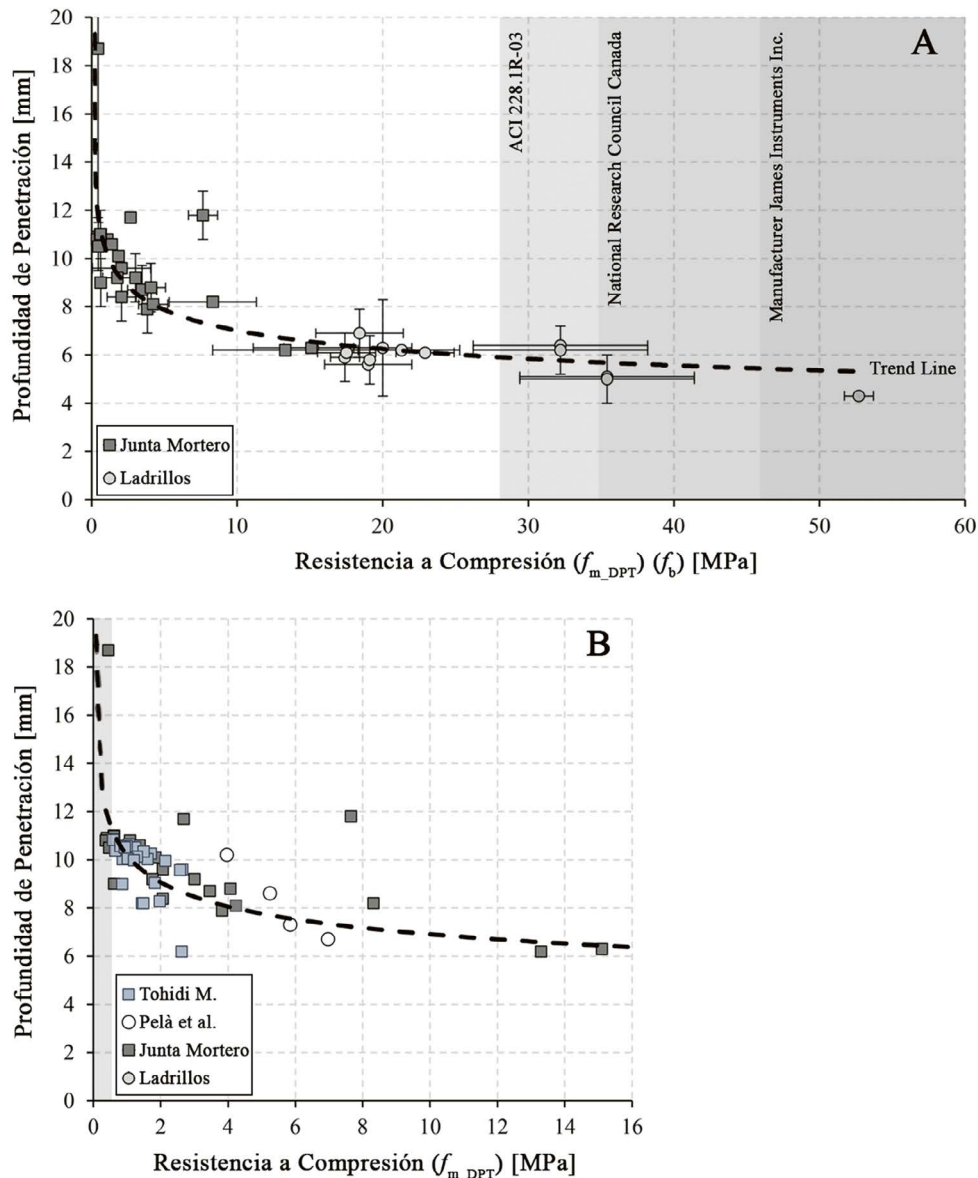 A
Profundidad de Penetración [mm]
20
18
16
14
12
10
8
6
4
2
0
ACI 228.1R-03
National Research Council Canada
Manufacturer James Instruments Inc.
Trend Line
Junta Mortero
Ladrillos
0 10 20 30 40 50 60
Resistencia a Compresión (fm_DPT) (fb) [MPa]
B
Profundidad de Penetración [mm]
20
18
16
14
12
10
8
6
4
2
0
Tohidi M.
Pelà et al.
Junta Mortero
Ladrillos
0 2 4 6 8 10 12 14 16
Resistencia a Compresión (fm_DPT) [MPa]